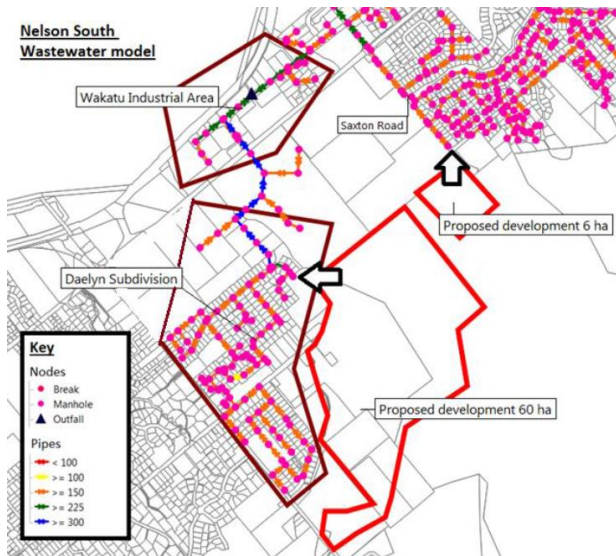 Nelson South
Wastewater model
Wakatu Industrial Area
Saxton Road
Proposed development 6 ha
Daelyn Subdivision
Proposed development 60 ha
Key
Nodes
Break
Manhole
Outfall
Pipes
< 100
>= 100
>= 150
>= 225
>= 300